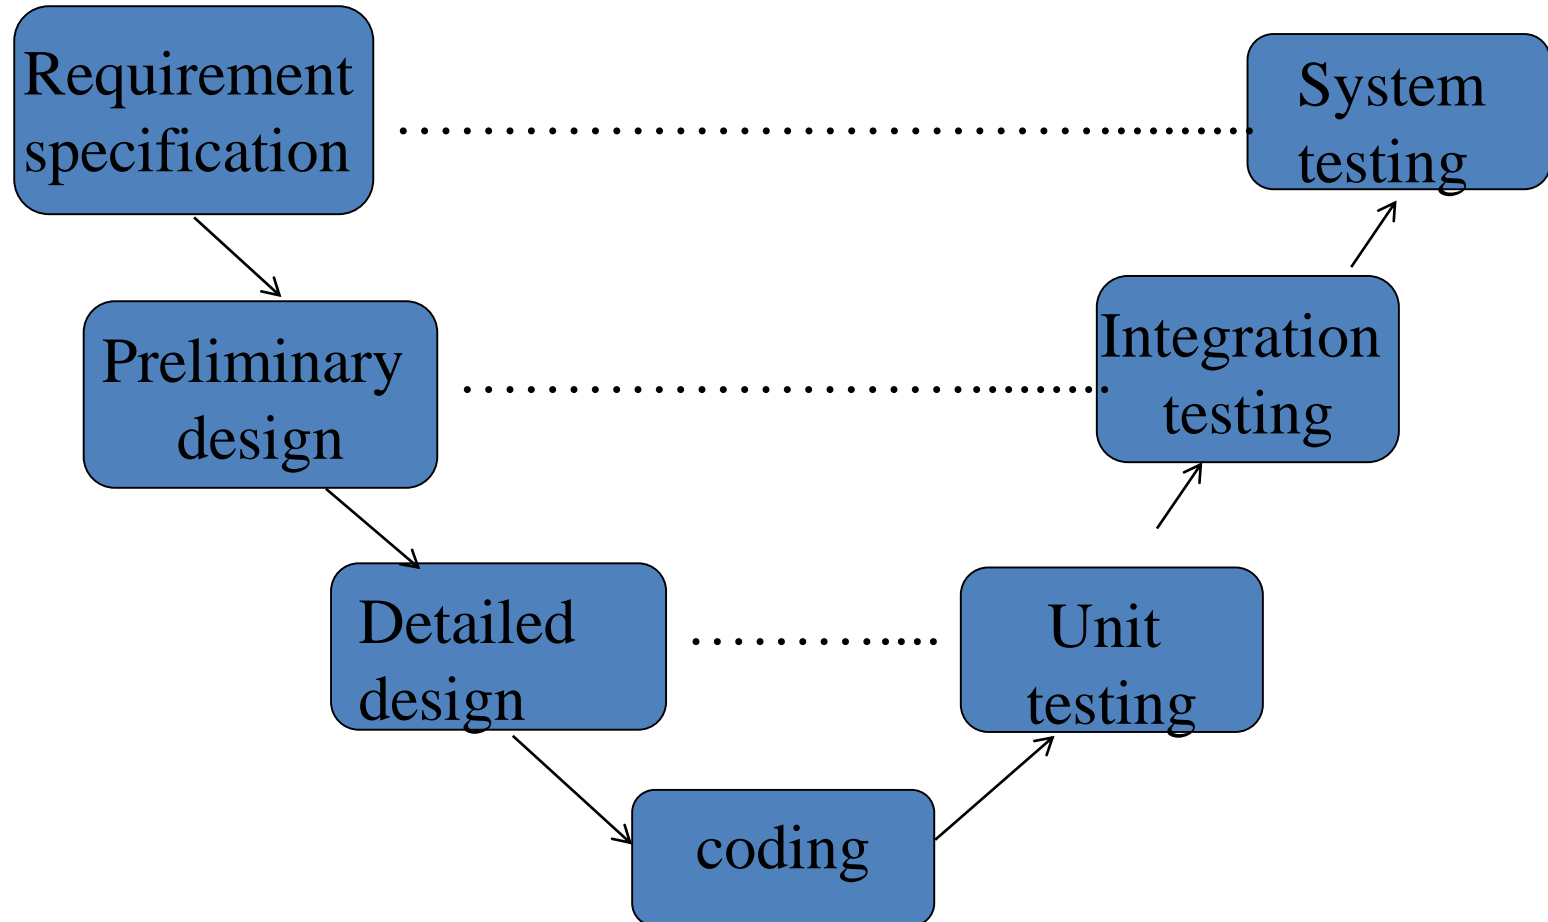 Requirement
specification
System
testing
Preliminary
design
Integration
testing
Detailed
design
Unit
testing
coding